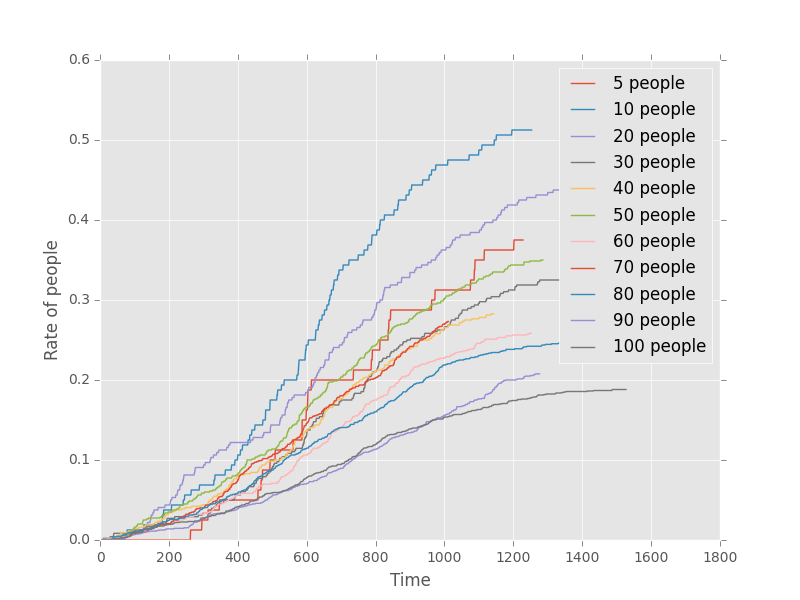 0.6
0.5
0.4
0.3
0.2
0.1
0.0
Rate of people
0 200 400 600 800 1000 1200 1400 1600 1800
Time
5 people
10 people
20 people
30 people
40 people
50 people
60 people
70 people
80 people
90 people
100 people